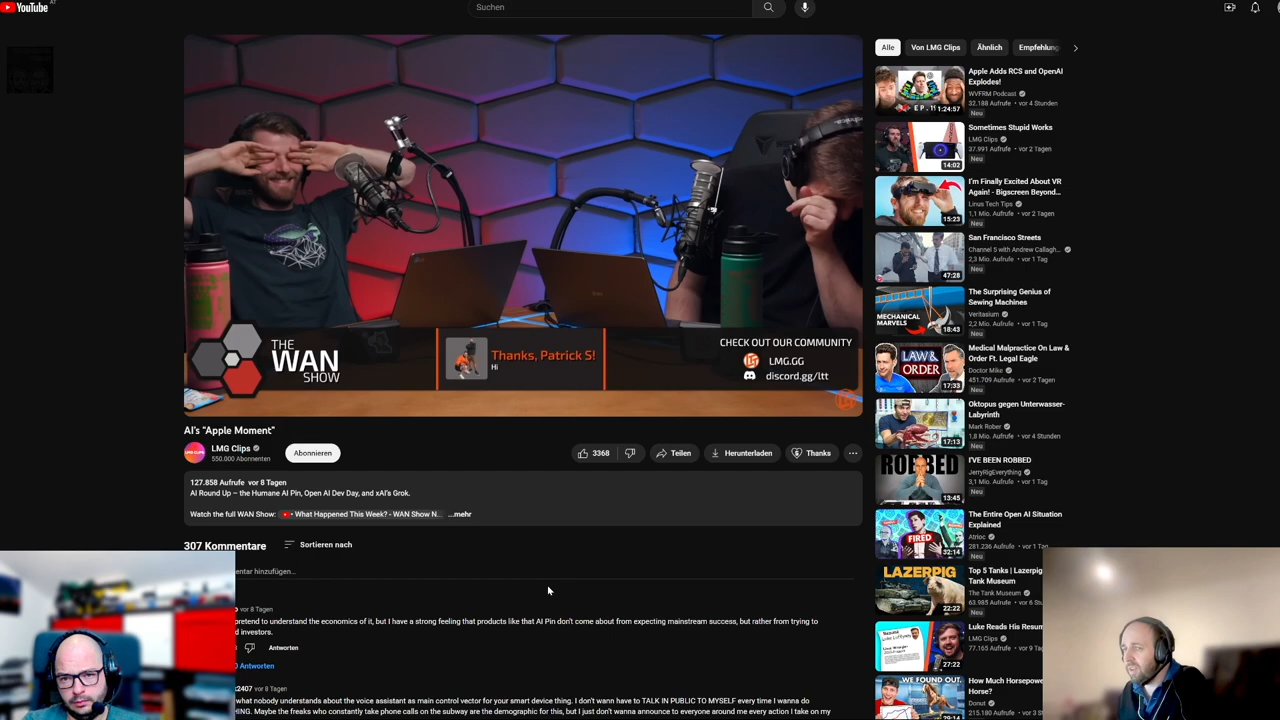 YouTube
AT
Suchen
THE
WAN
SHOW
Thanks, Patrick S!
Hi
CHECK OUT OUR COMMUNITY
LMG.GG
discord.gg/ltt
AI's "Apple Moment"
LMG Clips
550.000 Abonnenten
Abonnieren
3368
Teilen
Herunterladen
Thanks
127.858 Aufrufe vor 8 Tagen
AI Round Up – the Humane AI Pin, Open AI Dev Day, and xAI's Grok.
Watch the full WAN Show: • What Happened This Week? - WAN Show N... ...mehr
307 Kommentare
Sortieren nach
hinzufügen...
vor 8 Tagen
to understand the economics of it, but I have a strong feeling that products like that AI Pin don't come about from expecting mainstream success, but rather from trying to
investors.
Antworten
Antworten
2407 vor 8 Tagen
what nobody understands about the voice assistant as main control vector for your smart device thing. I don't wann have to TALK IN PUBLIC TO MYSELF every time I wanna do
Maybe the freaks who constantly take phone calls on the subway are the demographic for this, but I just don't wanna announce to everyone around me every action I take on my
Alle
Von LMG Clips
Ähnlich
Empfehlung
Apple Adds RCS and OpenAI
Explodes!
WVFRM Podcast
32.188 Aufrufe • vor 4 Stunden
Neu
1:24:57
Sometimes Stupid Works
LMG Clips
37.991 Aufrufe • vor 2 Tagen
Neu
14:02
I'm Finally Excited About VR
Again! - Bigscreen Beyond...
Linus Tech Tips
1,1 Mio. Aufrufe • vor 2 Tagen
Neu
15:23
San Francisco Streets
Channel 5 with Andrew Callagh...
2,3 Mio. Aufrufe • vor 1 Tag
Neu
47:28
The Surprising Genius of
Sewing Machines
Veritasium
2,2 Mio. Aufrufe • vor 1 Tag
Neu
MECHANICAL
MARVELS
18:43
Medical Malpractice On Law &
Order Ft. Legal Eagle
Doctor Mike
451.709 Aufrufe • vor 2 Tagen
Neu
LAW &
ORDER
17:33
Oktopus gegen Unterwasser-
Labyrinth
Mark Rober
1,8 Mio. Aufrufe • vor 4 Stunden
Neu
17:13
I'VE BEEN ROBBED
JerryRigEverything
3,1 Mio. Aufrufe • vor 1 Tag
Neu
ROBBED
13:45
The Entire Open AI Situation
Explained
Atrioc
281.236 Aufrufe • vor 1 Tag
Neu
FIRED
32:14
Top 5 Tanks | Lazerpig
Tank Museum
The Tank Museum
63.985 Aufrufe • vor 6
LAZERPIG
22:22
Luke Reads His Resum
LMG Clips
77.165 Aufrufe • vor 9
27:22
How Much Horsepowe
Horse?
Donut
215.180 Aufrufe • vor 3
WE FOUND OUT.
29:14